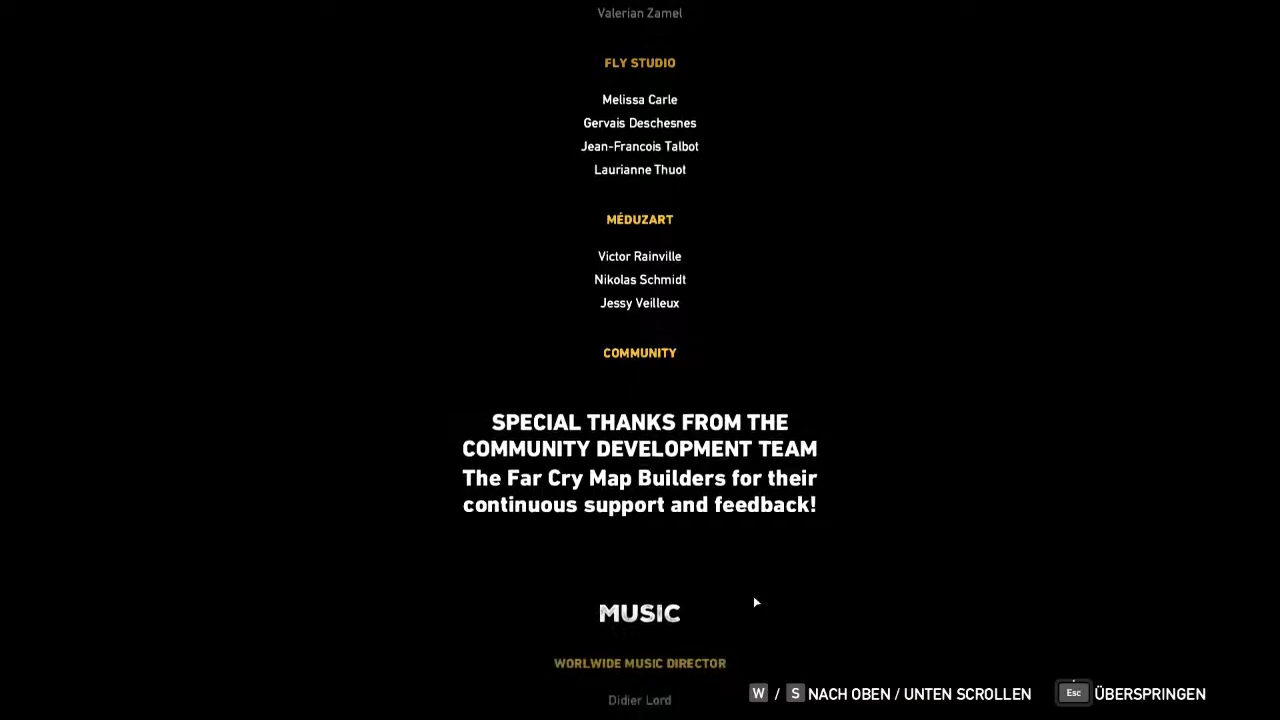 Valerian Zamel
FLY STUDIO
Melissa Carle
Gervais Deschesnes
Jean-Francois Talbot
Laurianne Thuot
MÉDUZART
Victor Rainville
Nikolas Schmidt
Jessy Veilleux
COMMUNITY
SPECIAL THANKS FROM THE
COMMUNITY DEVELOPMENT TEAM
The Far Cry Map Builders for their
continuous support and feedback!
MUSIC
WORLWIDE MUSIC DIRECTOR
Didier Lord
W / S NACH OBEN / UNTEN SCROLLEN Esc ÜBERSPRINGEN